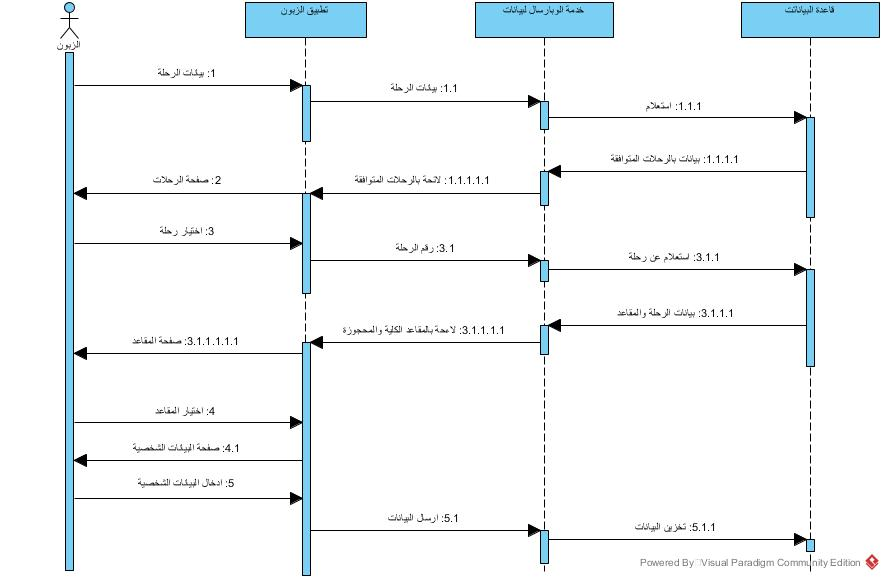 تطبيق الزبون
خدمة الوبارسال لبيانات
قاعدة البياناتت
الزبون
1: بيانات الرحلة
1.1: بيانات الرحلة
1.1.1: استعلام
1.1.1.1: بيانات بالرحلات المتوافقة
1.1.1.1.1: لائحة بالرحلات المتوافقة
2: صفحة الرحلات
3: اختيار رحلة
3.1: رقم الرحلة
3.1.1: استعلام عن رحلة
3.1.1.1: بيانات الرحلة والمقاعد
3.1.1.1.1: لاءحة بالمقاعد الكلية والمحجوزة
3.1.1.1.1.1: صفحة المقاعد
4: اختيار المقاعد
4.1: صفحة البيانات الشخصية
5: ادخال البيانات الشخصية
5.1: ارسال البيانات
5.1.1: تخزين البيانات
Powered By Visual Paradigm Community Edition